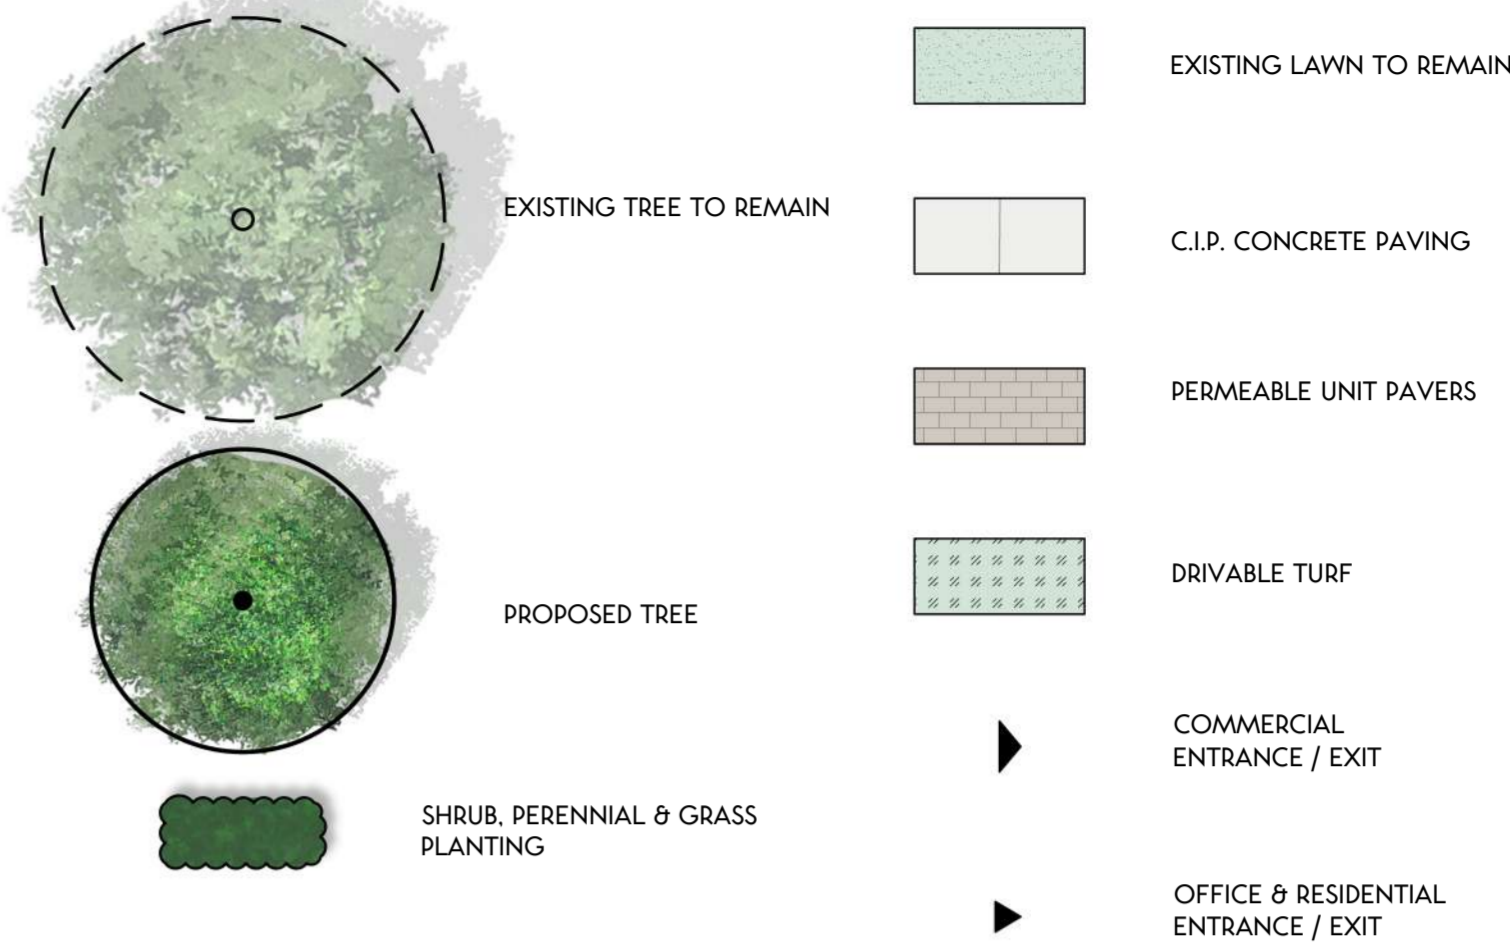 EXISTING TREE TO REMAIN
PROPOSED TREE
SHRUB, PERENNIAL & GRASS
PLANTING
EXISTING LAWN TO REMAIN
C.I.P. CONCRETE PAVING
PERMEABLE UNIT PAVERS
DRIVABLE TURF
COMMERCIAL
ENTRANCE / EXIT
OFFICE & RESIDENTIAL
ENTRANCE / EXIT